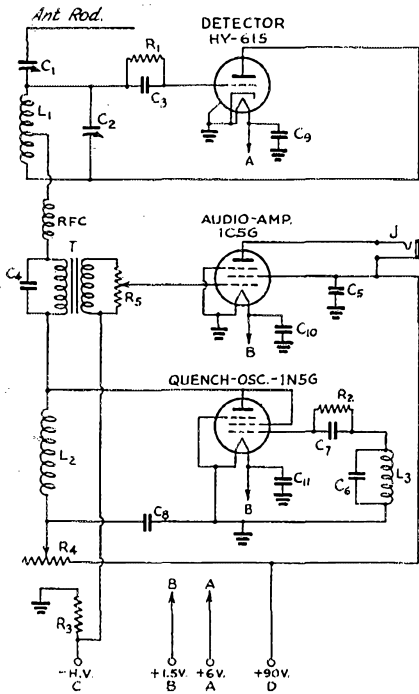 Ant Rod.
DETECTOR
HY-615
R1
C1
C3
L1
C2
C9
A
RFC
AUDIO-AMP.
1C5G
J
T
C4
R5
C5
C10
B
QUENCH-OSC.-1N5G
R2
C7
L2
C6
L3
C11
B
C8
R4
R3
B
A
-H.V.
+1.5V.
+6V.
+90V.
C
B
A
D